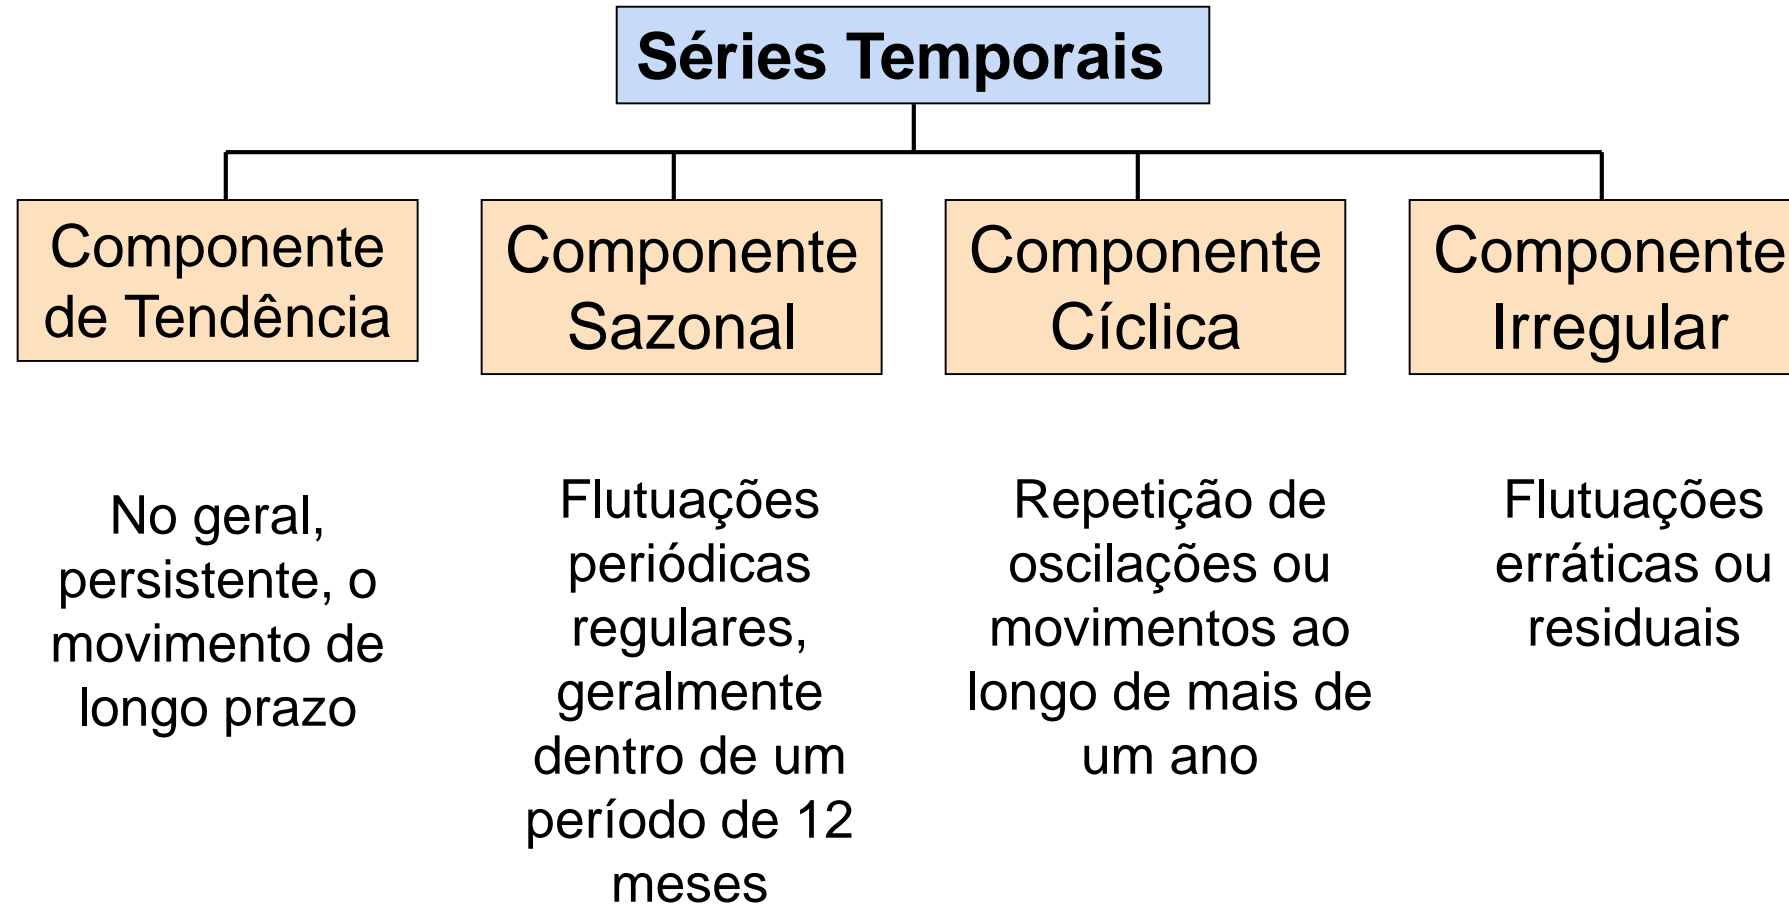 Séries Temporais
Componente
de Tendência
Componente
Sazonal
Componente
Cíclica
Componente
Irregular
No geral,
persistente, o
movimento de
longo prazo
Flutuações
periódicas
regulares,
geralmente
dentro de um
período de 12
meses
Repetição de
oscilações ou
movimentos ao
longo de mais de
um ano
Flutuações
erráticas ou
residuais